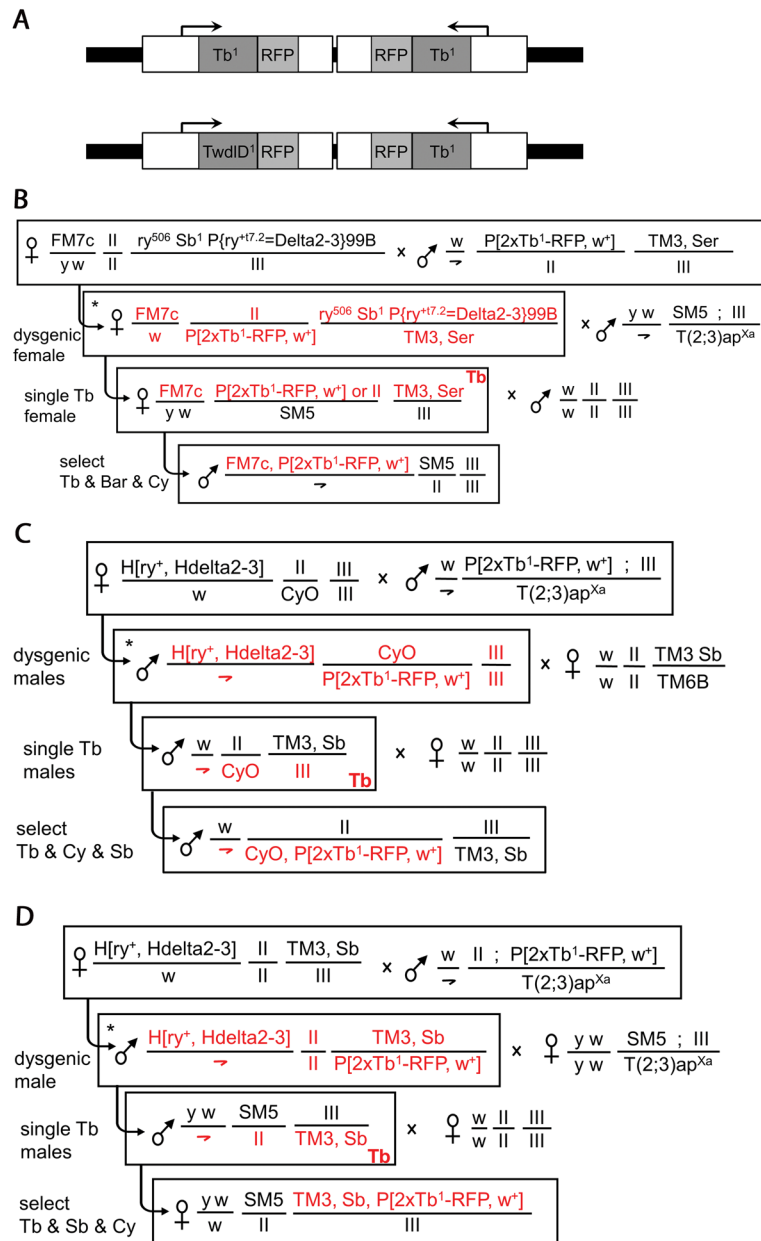 A
Tb¹ RFP RFP Tb¹
TwdlD¹ RFP RFP Tb¹
B
FM7c II ry⁵⁰⁶ Sb¹ P{ry⁺ᵗ⁷·²=Delta2-3}99B × w P[2xTb¹-RFP, w⁺] TM3, Ser
♀ y w II III ♂ ⇁ II III
* FM7c II ry⁵⁰⁶ Sb¹ P{ry⁺ᵗ⁷·²=Delta2-3}99B × y w SM5 ; III
dysgenic ♀ w P[2xTb¹-RFP, w⁺] TM3, Ser ♂ ⇁ T(2;3)apXa
female
single Tb FM7c P[2xTb¹-RFP, w⁺] or II TM3, Ser Tb × w II III
female ♀ y w SM5 III ♂ w II III
select FM7c, P[2xTb¹-RFP, w⁺] SM5 III
Tb & Bar & Cy ♂ ⇁ II III
C
H[ry⁺, Hdelta2-3] II III × w P[2xTb¹-RFP, w⁺] ; III
♀ w CyO III ♂ ⇁ T(2;3)apXa
* H[ry⁺, Hdelta2-3] CyO III × w II TM3 Sb
dysgenic ♂ ⇁ P[2xTb¹-RFP, w⁺] III ♀ w II TM6B
males
single Tb w II TM3, Sb × w II III
males ♂ ⇁ CyO III Tb ♀ w II III
select w II III
Tb & Cy & Sb ♂ ⇁ CyO, P[2xTb¹-RFP, w⁺] TM3, Sb
D
H[ry⁺, Hdelta2-3] II TM3, Sb × w II ; P[2xTb¹-RFP, w⁺]
♀ w II III ♂ ⇁ T(2;3)apXa
* H[ry⁺, Hdelta2-3] II TM3, Sb × y w SM5 ; III
dysgenic ♂ ⇁ II P[2xTb¹-RFP, w⁺] ♀ y w T(2;3)apXa
male
single Tb y w SM5 III × w II III
males ♂ ⇁ II TM3, Sb Tb ♀ w II III
select y w SM5 TM3, Sb, P[2xTb¹-RFP, w⁺]
Tb & Sb & Cy ♀ w II III